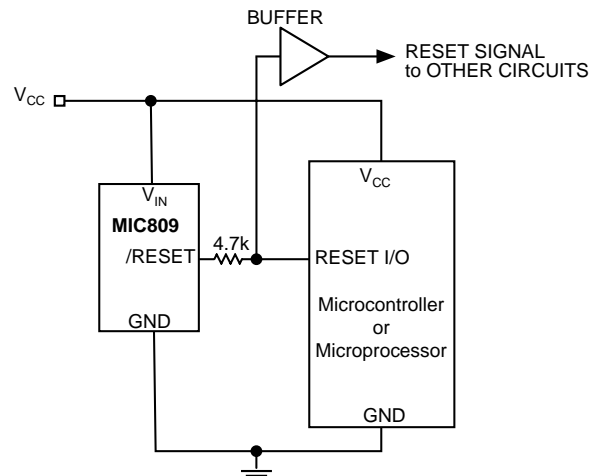 BUFFER
RESET SIGNAL
to OTHER CIRCUITS
VCC
VIN
MIC809
/RESET
4.7k
GND
VCC
RESET I/O
Microcontroller
or
Microprocessor
GND